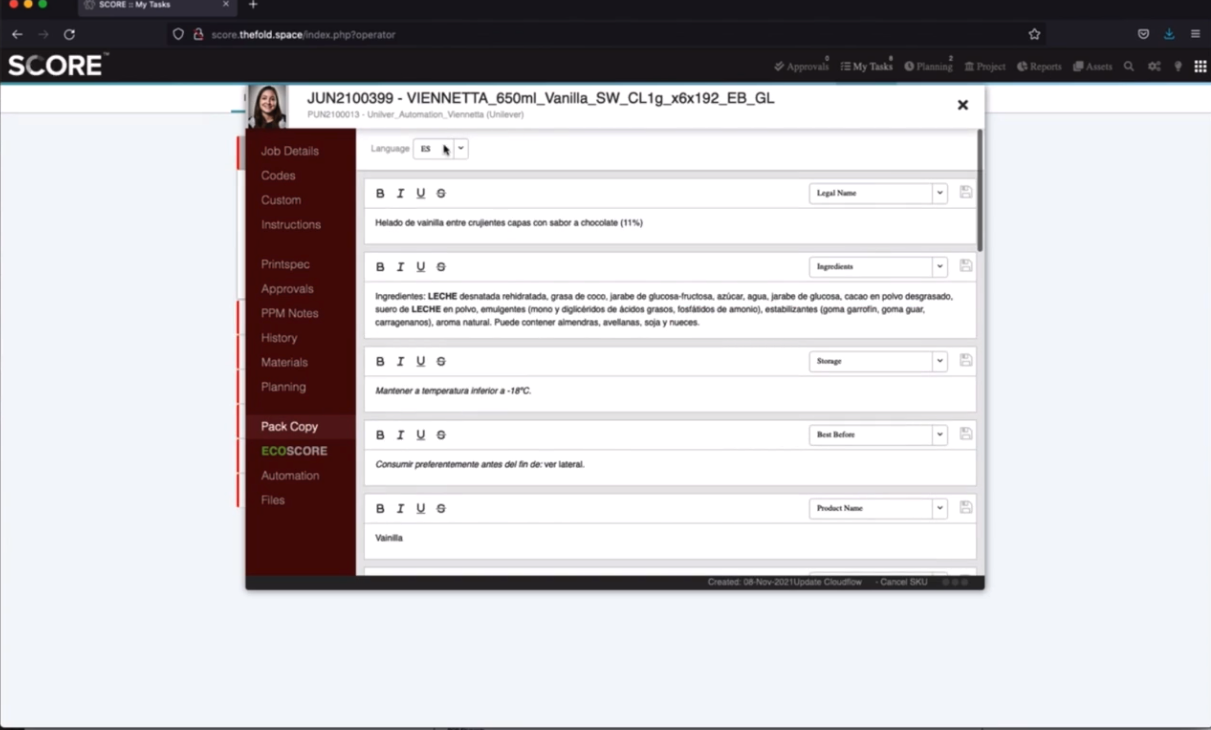 SCORE :: My Tasks
score.thefold.space/index.php?operator
SCORE™
Approvals 0
My Tasks 8
Planning 2
Project
Reports
Assets
JUN2100399 - VIENNETTA_650ml_Vanilla_SW_CL1g_x6x192_EB_GL
PUN2100013 - Unilver_Automation_Viennetta (Unilever)
Job Details
Codes
Custom
Instructions
Printspec
Approvals
PPM Notes
History
Materials
Planning
Pack Copy
ECOSCORE
Automation
Files
Language ES
B I U S Legal Name
Helado de vainilla entre crujientes capas con sabor a chocolate (11%)
B I U S Ingredients
Ingredientes: LECHE desnatada rehidratada, grasa de coco, jarabe de glucosa-fructosa, azúcar, agua, jarabe de glucosa, cacao en polvo desgrasado,
suero de LECHE en polvo, emulgentes (mono y diglicéridos de ácidos grasos, fosfátidos de amonio), estabilizantes (goma garrofín, goma guar,
carragenanos), aroma natural. Puede contener almendras, avellanas, soja y nueces.
B I U S Storage
Mantener a temperatura inferior a -18ºC.
B I U S Best Before
Consumir preferentemente antes del fin de: ver lateral.
B I U S Product Name
Vainilla
Created: 08-Nov-2021Update Cloudflow - Cancel SKU